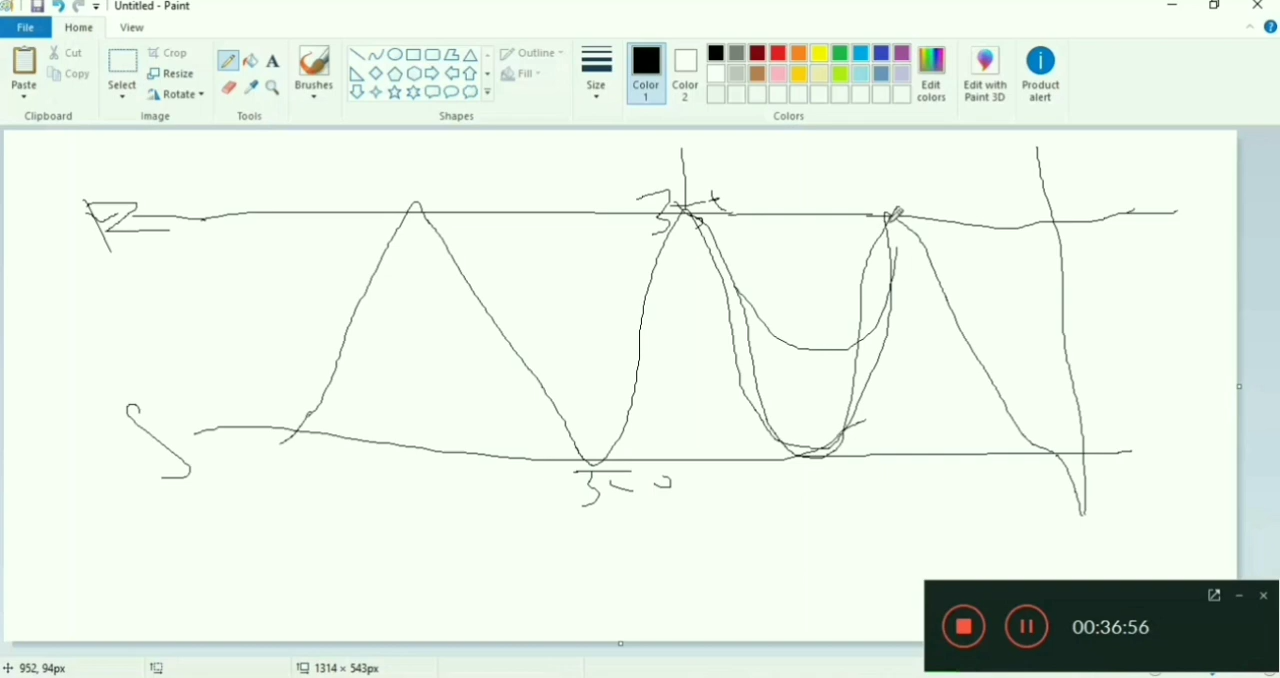 Untitled - Paint
File Home View
Paste Cut Copy Clipboard
Select Crop Resize Rotate Image
Tools
Brushes
Outline Fill Shapes
Size
Color 1 Color 2 Edit colors Colors
Edit with Paint 3D
Product alert
S
00:36:56
952, 94px
1314 × 543px